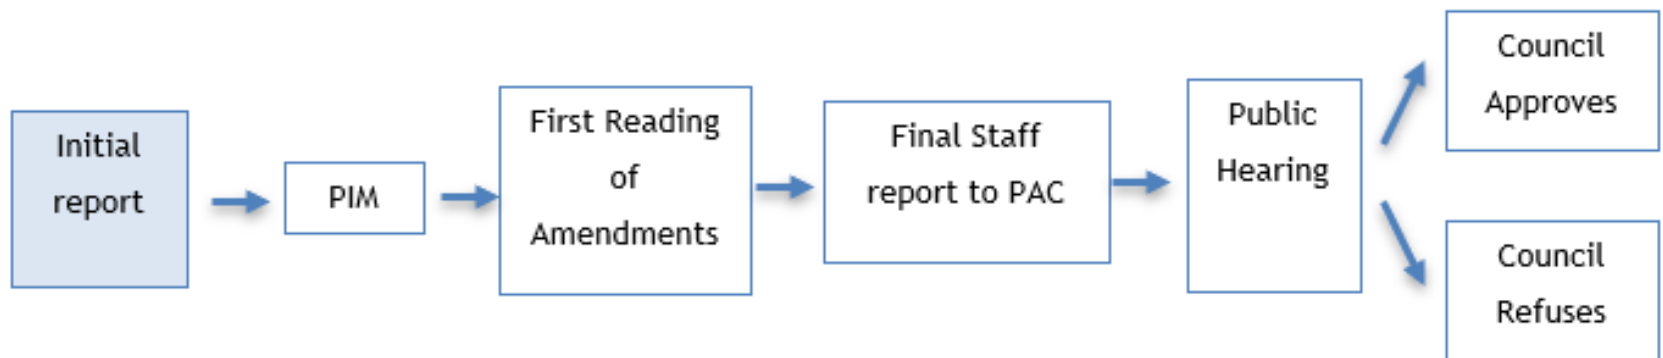 Initial
report
PIM
First Reading
of
Amendments
Final Staff
report to PAC
Public
Hearing
Council
Approves
Council
Refuses